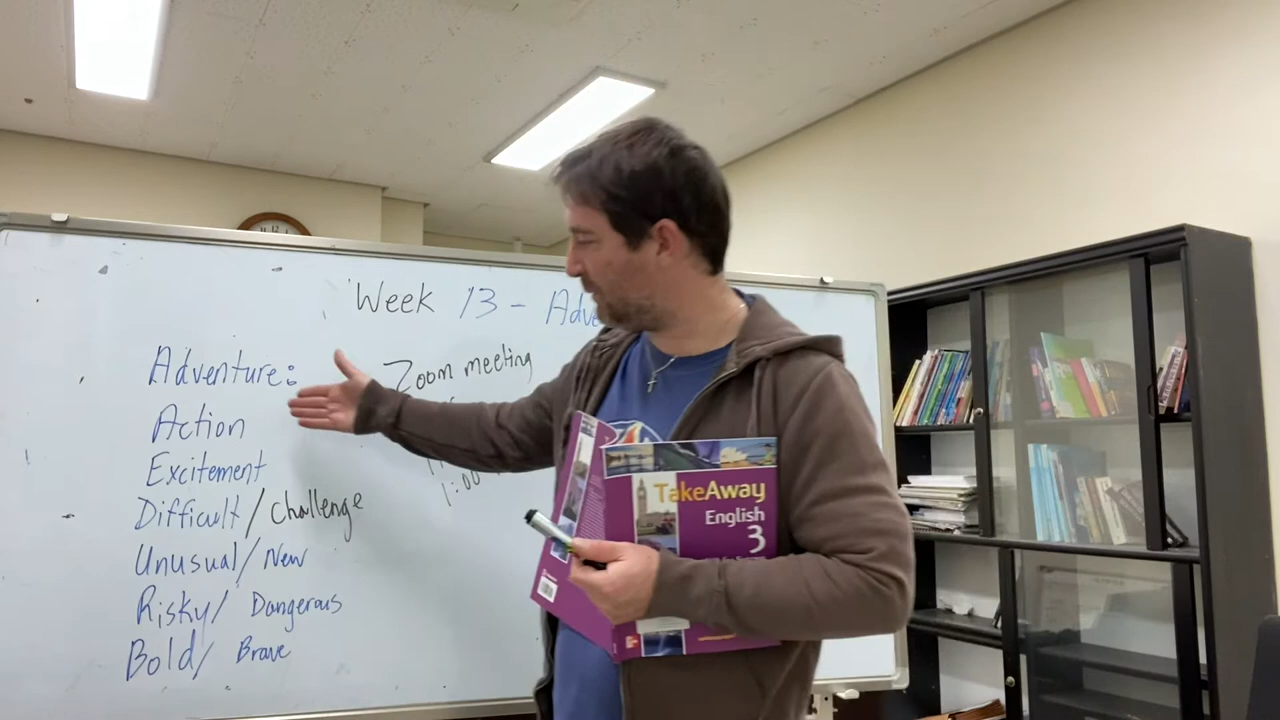 Week 13 - Adve
Adventure:
Zoom meeting
Action
Excitement
Difficult / challenge
1:00
Unusual / New
Risky / Dangerous
Bold / Brave
TakeAway
English
3